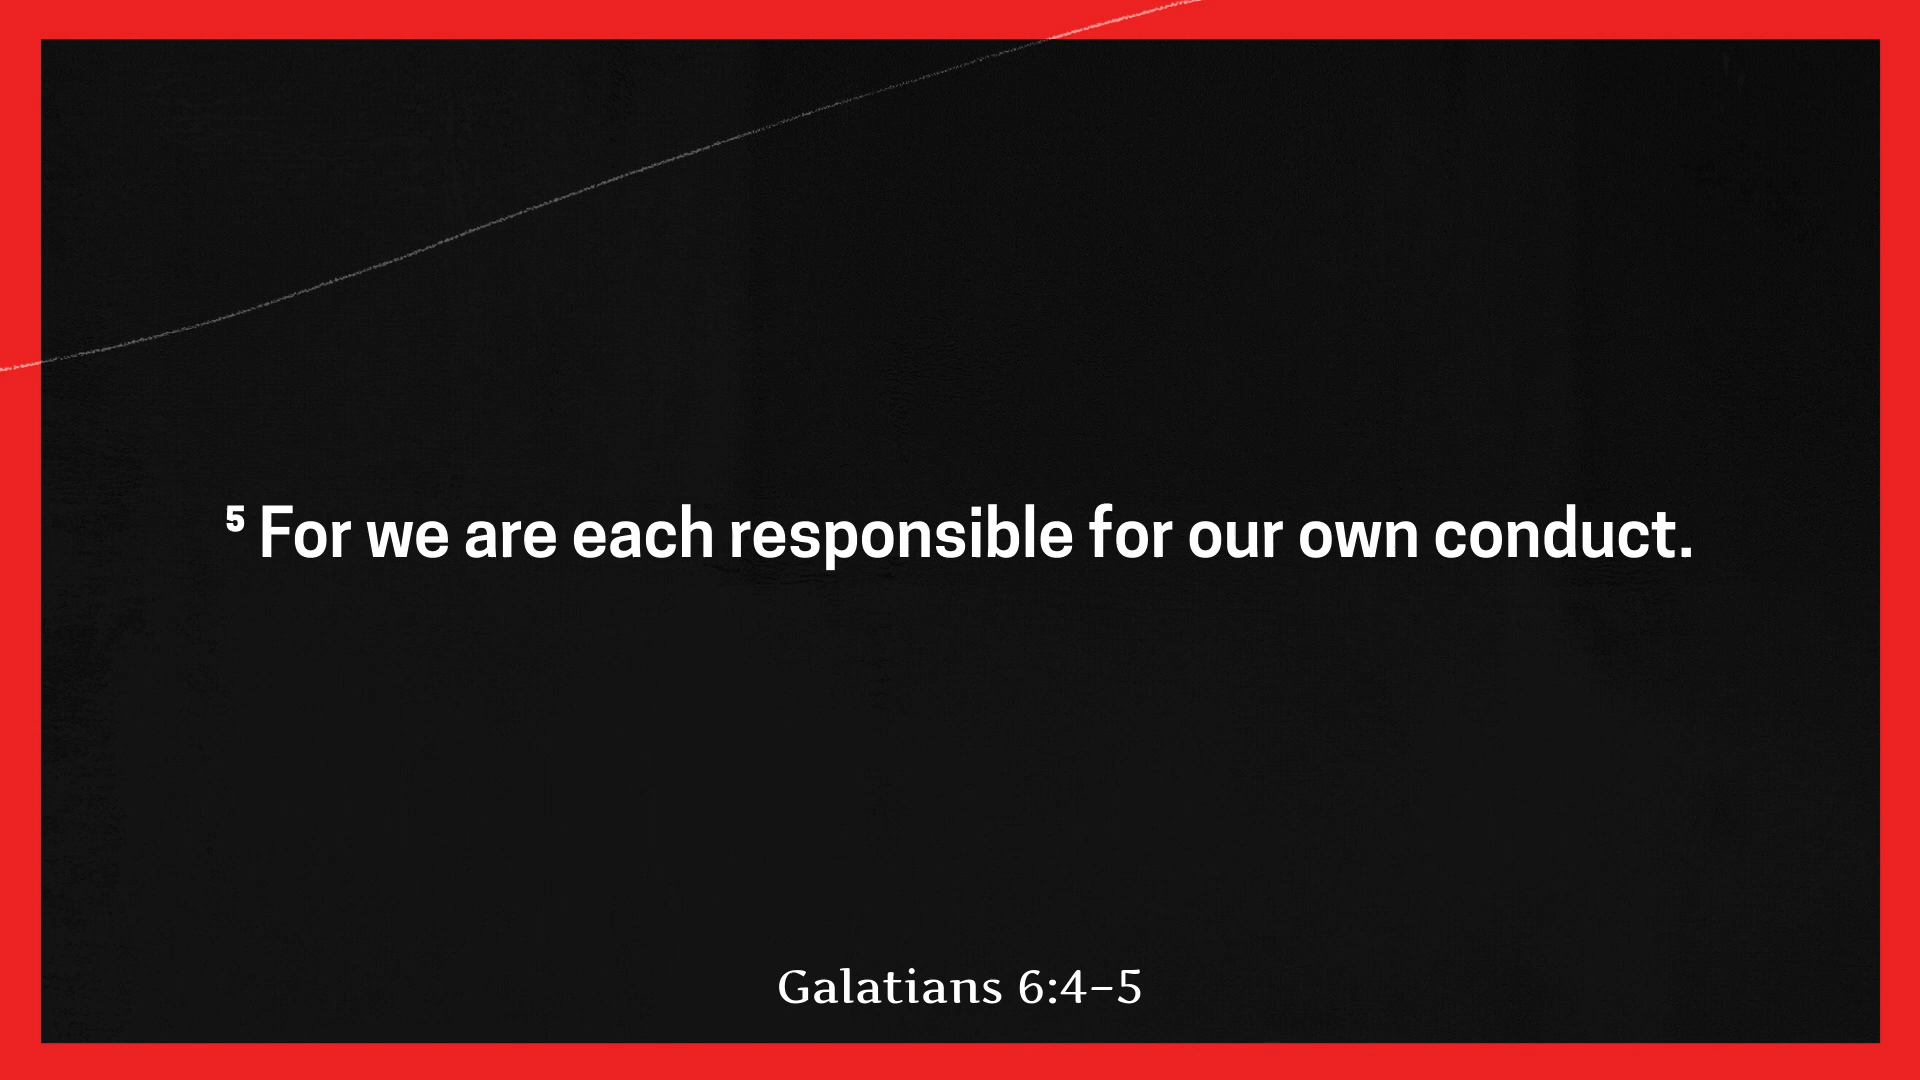 ⁵ For we are each responsible for our own conduct.
Galatians 6:4–5